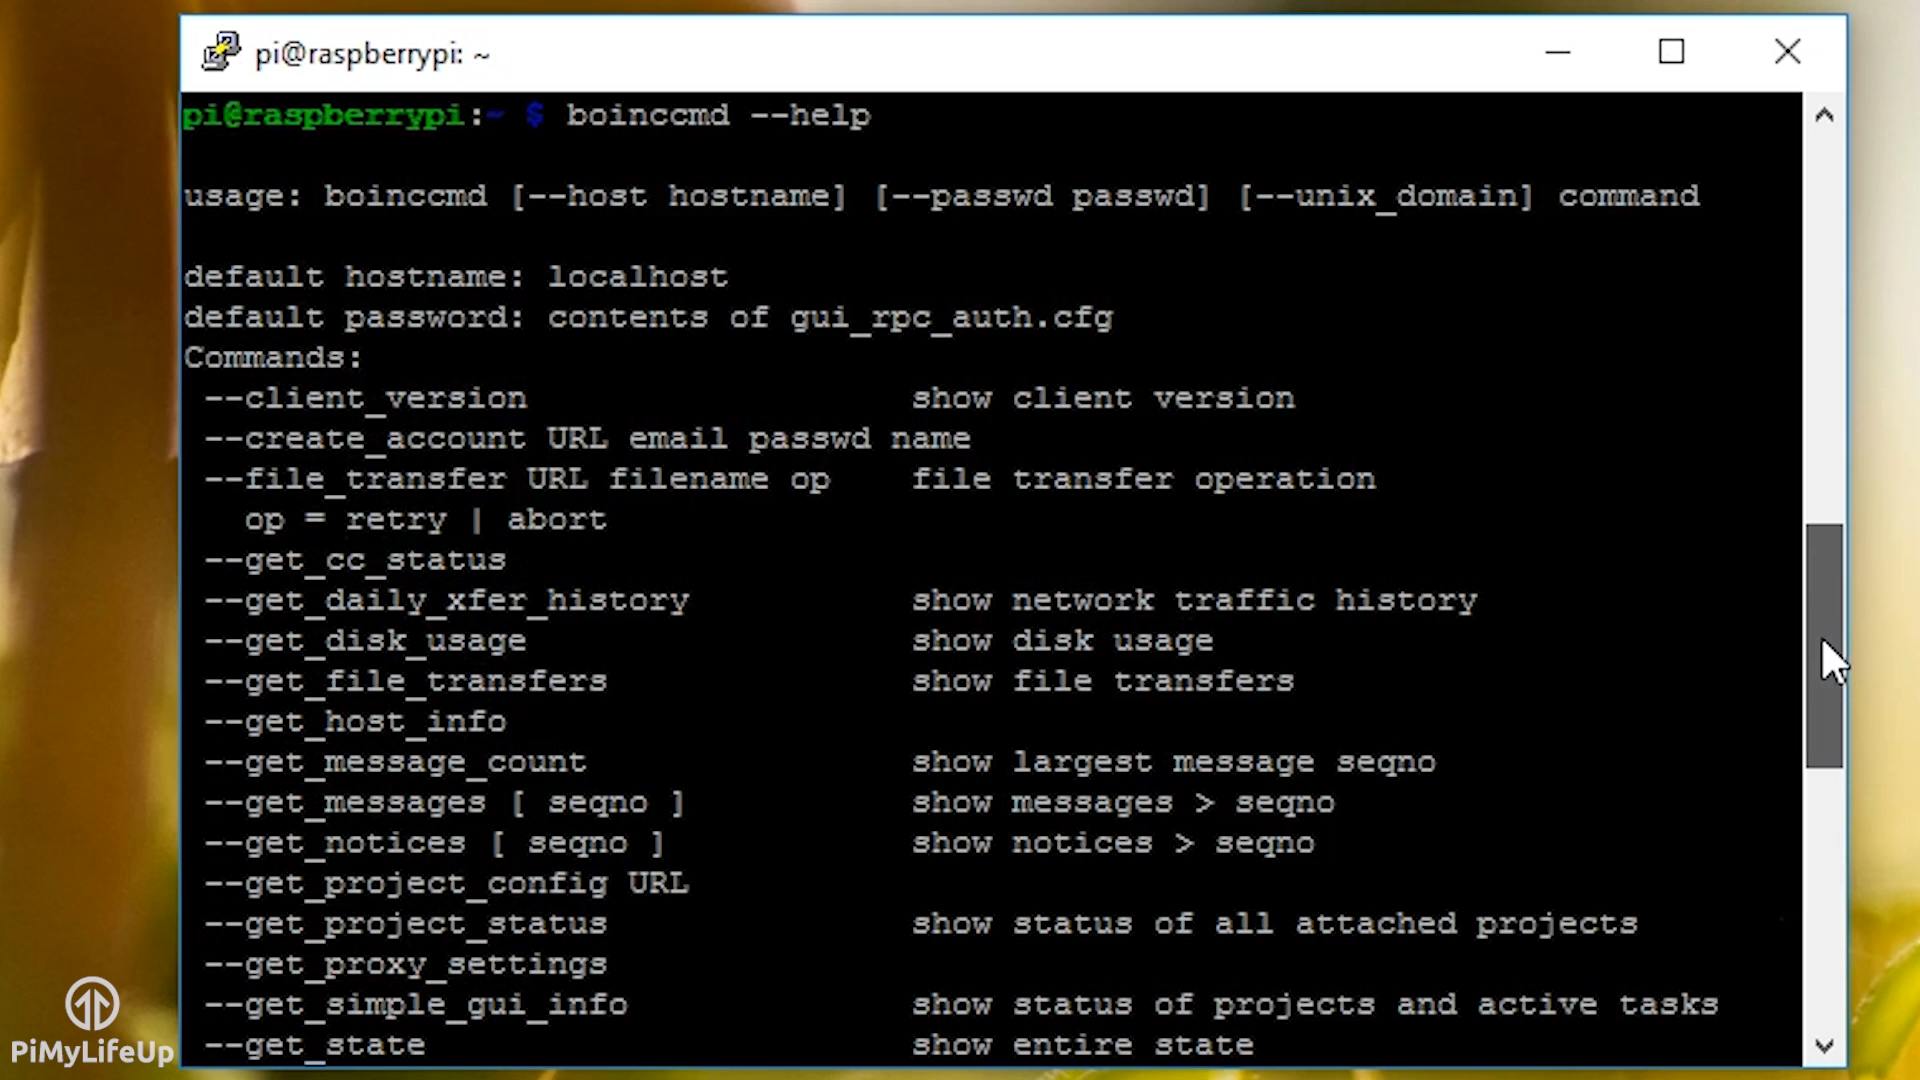 pi@raspberrypi: ~
pi@raspberrypi:~ $ boinccmd --help
usage: boinccmd [--host hostname] [--passwd passwd] [--unix_domain] command
default hostname: localhost
default password: contents of gui_rpc_auth.cfg
Commands:
--client_version show client version
--create_account URL email passwd name
--file_transfer URL filename op file transfer operation
op = retry | abort
--get_cc_status
--get_daily_xfer_history show network traffic history
--get_disk_usage show disk usage
--get_file_transfers show file transfers
--get_host_info
--get_message_count show largest message seqno
--get_messages [ seqno ] show messages > seqno
--get_notices [ seqno ] show notices > seqno
--get_project_config URL
--get_project_status show status of all attached projects
--get_proxy_settings
--get_simple_gui_info show status of projects and active tasks
--get_state show entire state
PiMyLifeUp